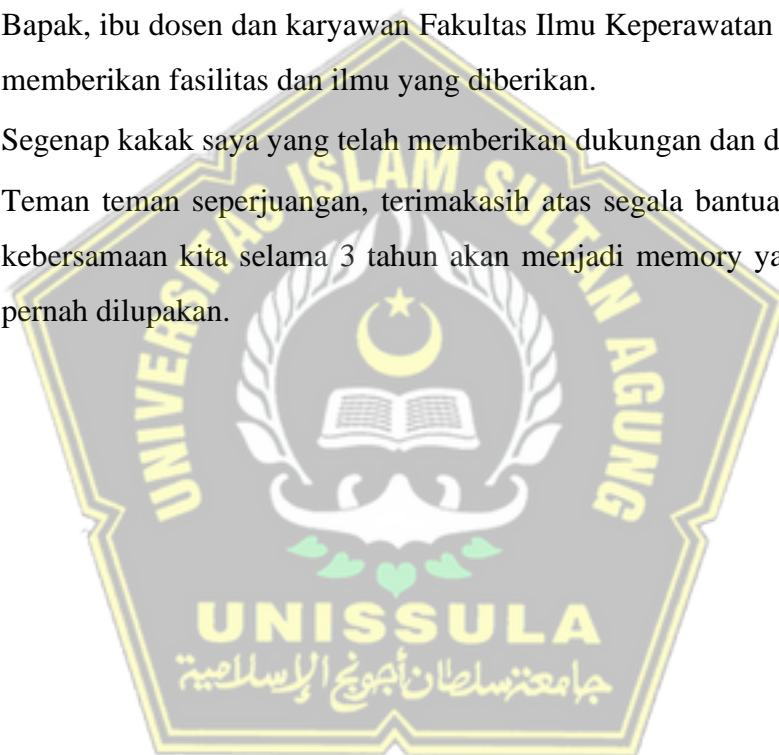 Bapak, ibu dosen dan karyawan Fakultas Ilmu Keperawatan
memberikan fasilitas dan ilmu yang diberikan.
Segenap kakak saya yang telah memberikan dukungan dan d
Teman teman seperjuangan, terimakasih atas segala bantua
kebersamaan kita selama 3 tahun akan menjadi memory ya
pernah dilupakan.
UNIVERSITAS ISLAM SULTAN AGUNG
UNISSULA
جامعة سلطان أجونج الإسلامية